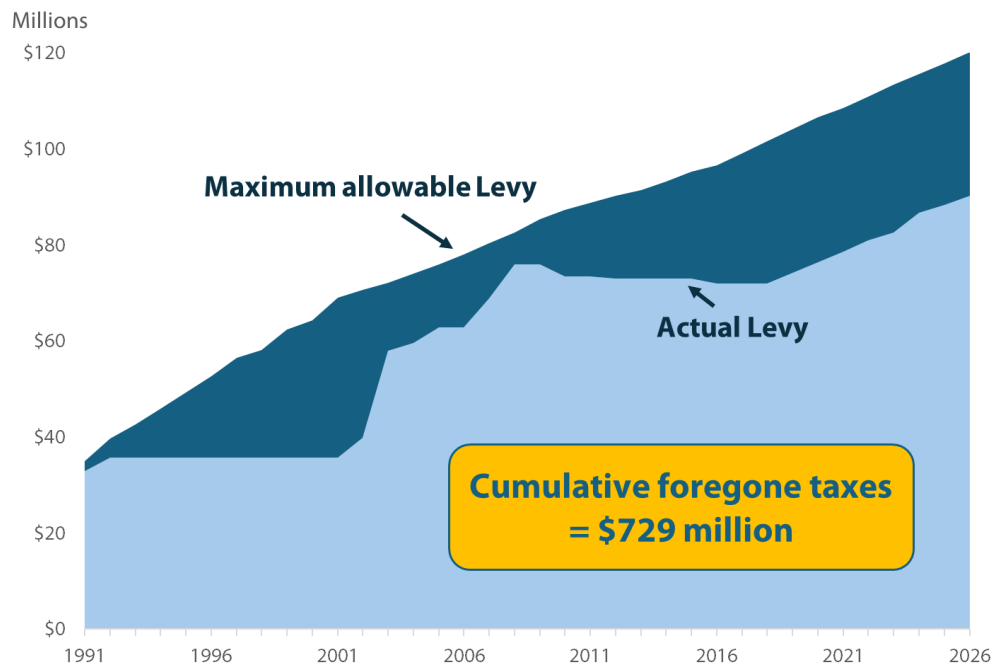 Millions
$120
$100
$80
$60
$40
$20
$0
Maximum allowable Levy
Actual Levy
Cumulative foregone taxes
= $729 million
1991 1996 2001 2006 2011 2016 2021 2026